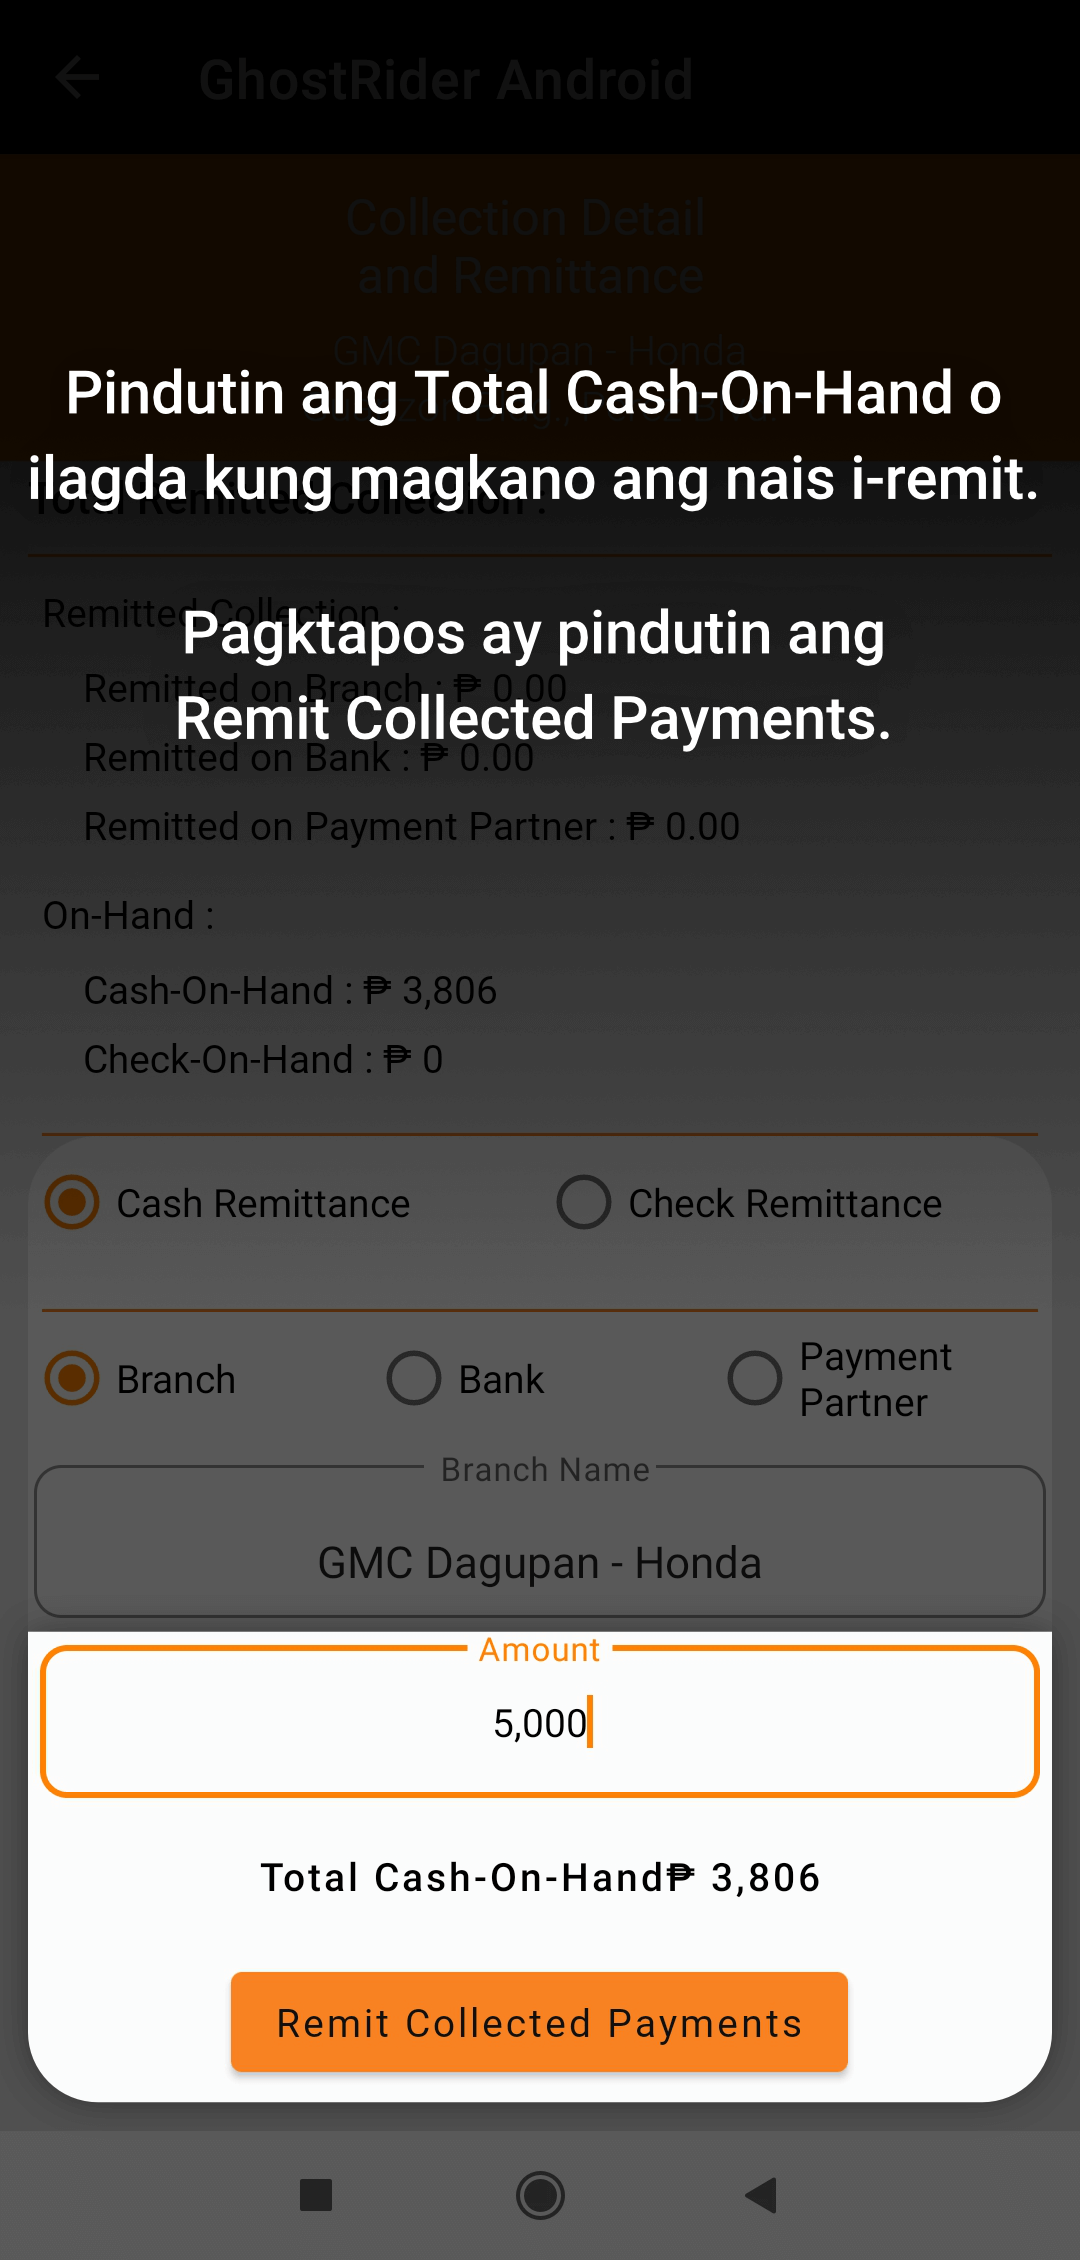 GhostRider Android
Collection Detail
and Remittance
GMC Dagupan - Honda
Pindutin ang Total Cash-On-Hand o
ilagda kung magkano ang nais i-remit.
Total Remitted Collection :
Remitted Collection :
Pagktapos ay pindutin ang
Remitted on Branch : ₱ 0.00
Remit Collected Payments.
Remitted on Bank : ₱ 0.00
Remitted on Payment Partner : ₱ 0.00
On-Hand :
Cash-On-Hand : ₱ 3,806
Check-On-Hand : ₱ 0
Cash Remittance Check Remittance
Branch Bank Payment
Partner
Branch Name
GMC Dagupan - Honda
Amount
5,000
Total Cash-On-Hand₱ 3,806
Remit Collected Payments